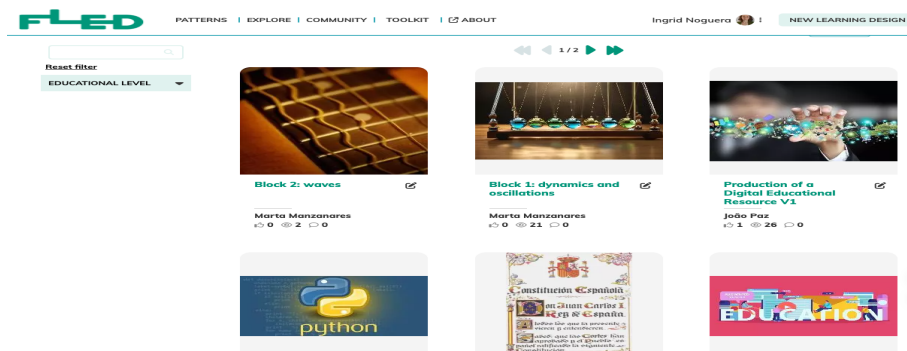 FLED
PATTERNS | EXPLORE | COMMUNITY | TOOLKIT | ABOUT
Ingrid Noguera
NEW LEARNING DESIGN
1 / 2
Reset filter
EDUCATIONAL LEVEL
Block 2: waves
Marta Manzanares
0 2 0
Block 1: dynamics and
oscillations
Marta Manzanares
0 21 0
Production of a
Digital Educational
Resource V1
João Paz
1 26 0
python
Constitución Española
Don Juan Carlos I
Rey de España,
EDUCATION